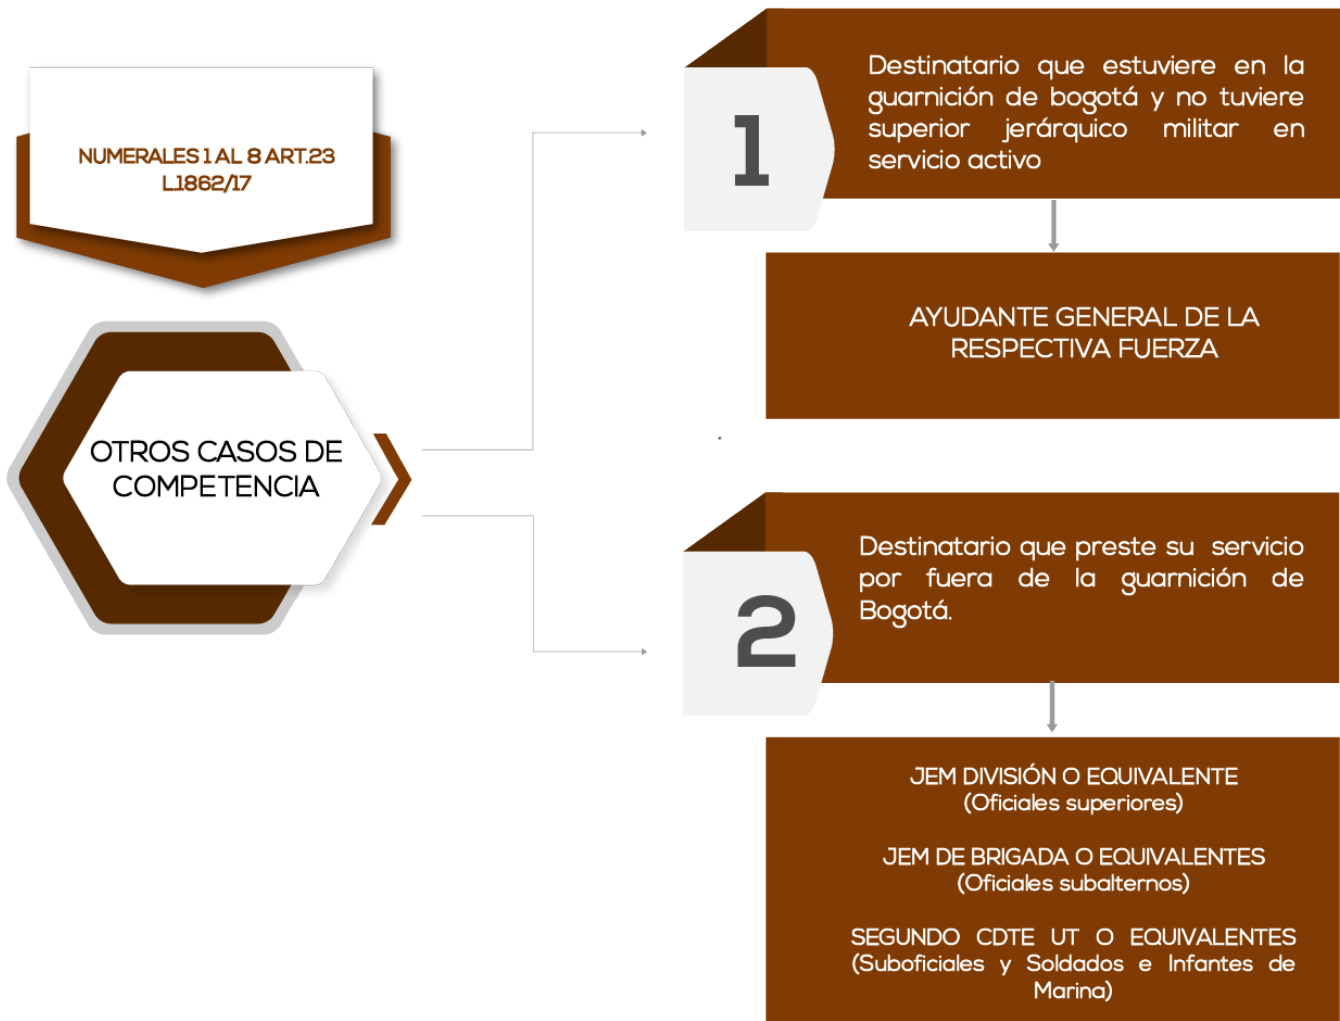 NUMERALES 1 AL 8 ART.23
L1862/17
OTROS CASOS DE
COMPETENCIA
1
Destinatario que estuviere en la
guarnición de bogotá y no tuviere
superior jerárquico militar en
servicio activo
AYUDANTE GENERAL DE LA
RESPECTIVA FUERZA
2
Destinatario que preste su servicio
por fuera de la guarnición de
Bogotá.
JEM DIVISIÓN O EQUIVALENTE
(Oficiales superiores)
JEM DE BRIGADA O EQUIVALENTES
(Oficiales subalternos)
SEGUNDO CDTE UT O EQUIVALENTES
(Suboficiales y Soldados e Infantes de
Marina)